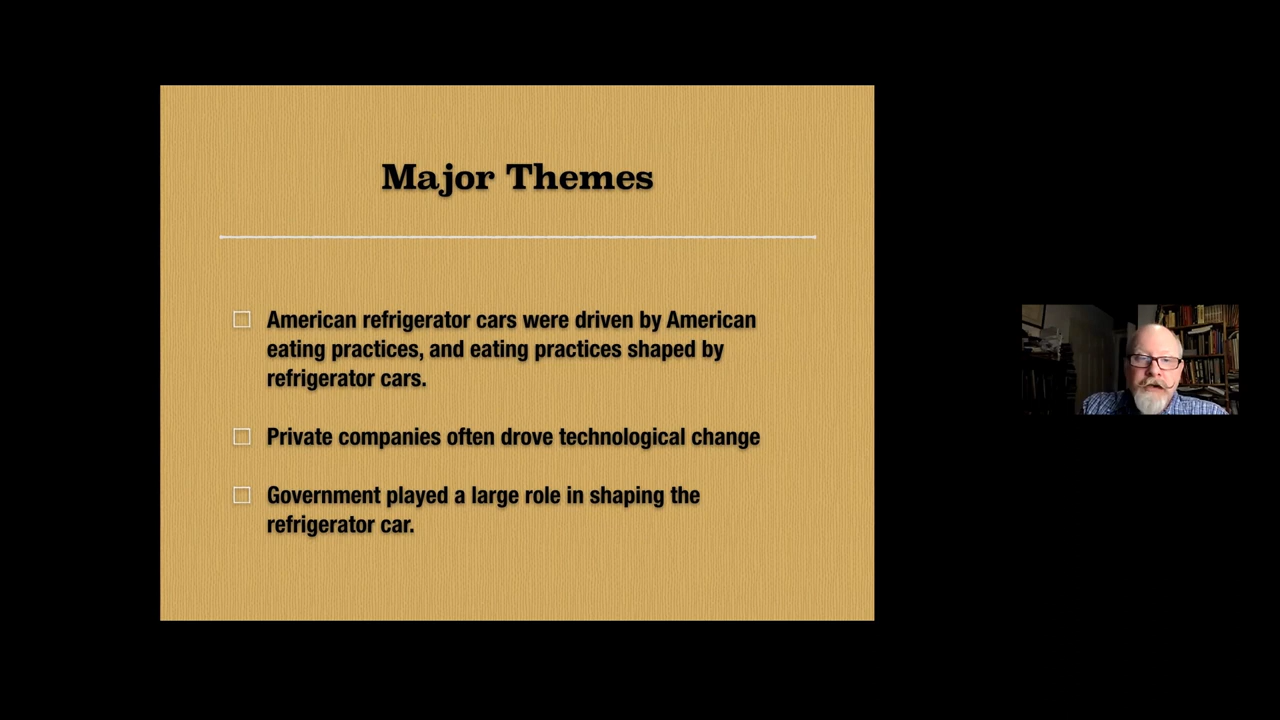 Major Themes
American refrigerator cars were driven by American
eating practices, and eating practices shaped by
refrigerator cars.
Private companies often drove technological change
Government played a large role in shaping the
refrigerator car.